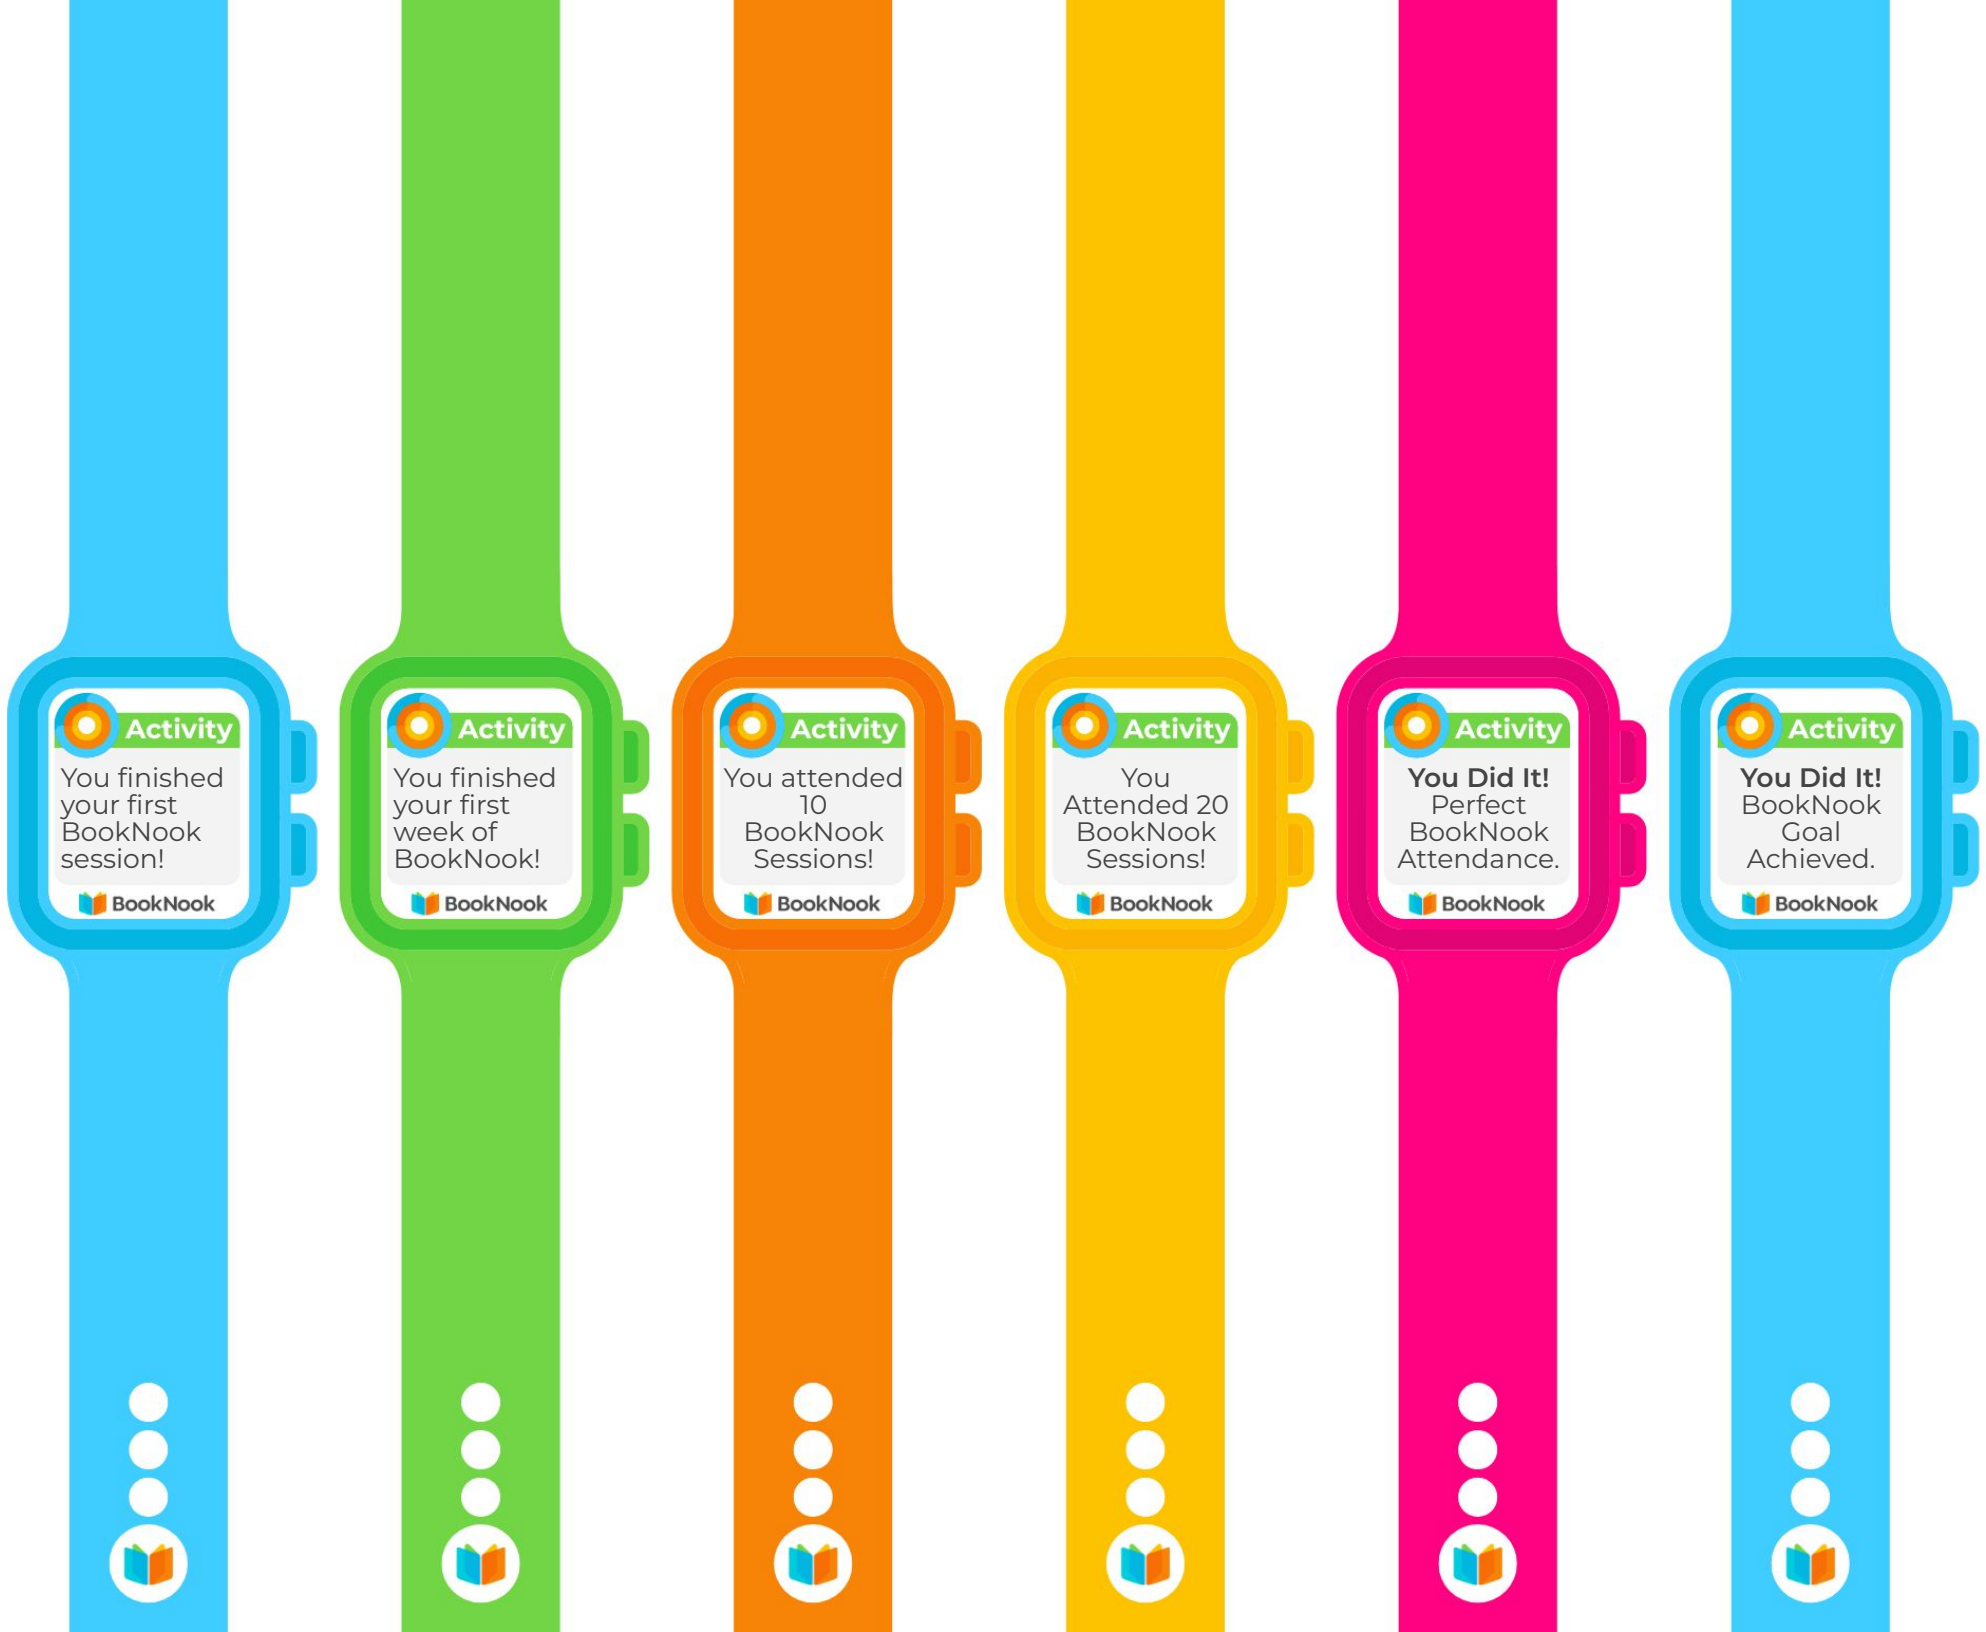 Activity
You finished
your first
BookNook
session!
BookNook
Activity
You finished
your first
week of
BookNook!
BookNook
Activity
You attended
10
BookNook
Sessions!
BookNook
Activity
You
Attended 20
BookNook
Sessions!
BookNook
Activity
You Did It!
Perfect
BookNook
Attendance.
BookNook
Activity
You Did It!
BookNook
Goal
Achieved.
BookNook